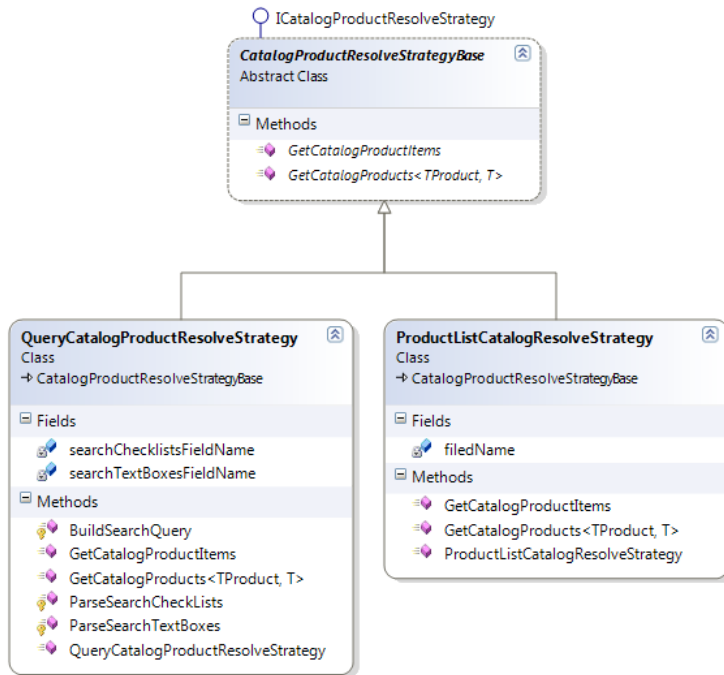 ICatalogProductResolveStrategy
CatalogProductResolveStrategyBase
Abstract Class
Methods
GetCatalogProductItems
GetCatalogProducts<TProduct, T>
QueryCatalogProductResolveStrategy
Class
CatalogProductResolveStrategyBase
Fields
searchChecklistsFieldName
searchTextBoxesFieldName
Methods
BuildSearchQuery
GetCatalogProductItems
GetCatalogProducts<TProduct, T>
ParseSearchCheckLists
ParseSearchTextBoxes
QueryCatalogProductResolveStrategy
ProductListCatalogResolveStrategy
Class
CatalogProductResolveStrategyBase
Fields
filedName
Methods
GetCatalogProductItems
GetCatalogProducts<TProduct, T>
ProductListCatalogResolveStrategy